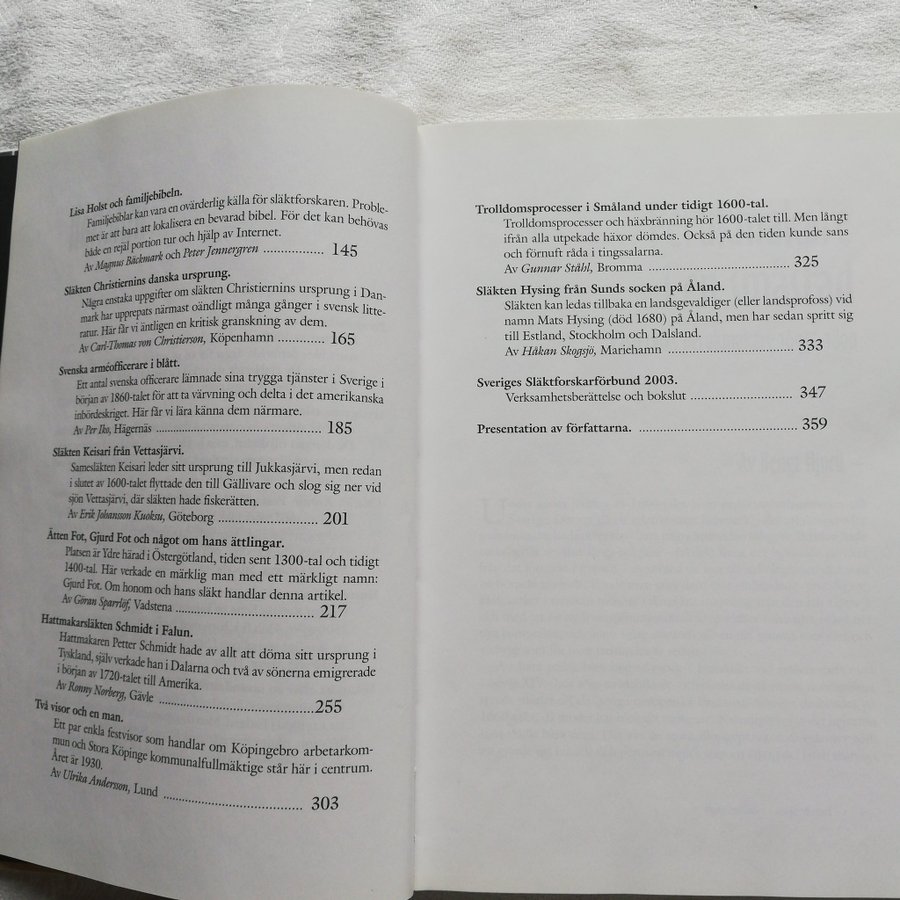 Lisa Holst och familjebibeln.
Familjebiblar kan vara en ovärderlig källa för släktforskaren. Proble-
met är att bara att lokalisera en bevarad bibel. För det kan behövas
både en rejäl portion tur och hjälp av Internet.
Av Magnus Bäckmark och Peter Jennergren ................ 145
Släkten Christiernins danska ursprung.
Några enstaka uppgifter om släkten Christiernins ursprung i Dan-
mark har upprepats närmast oändligt många gånger i svensk litte-
ratur. Här får vi äntligen en kritisk granskning av dem.
Av Carl-Thomas von Christierson, Köpenhamn ............. 165
Svenska arméofficerare i blått.
Ett antal svenska officerare lämnade sina trygga tjänster i Sverige i
början av 1860-talet för att ta värvning och delta i det amerikanska
inbördeskriget. Här får vi lära känna dem närmare.
Av Per Iko, Hägernäs ........................................ 185
Släkten Keisari från Vettasjärvi.
Samesläkten Keisari leder sitt ursprung till Jukkasjärvi, men redan
i slutet av 1600-talet flyttade den till Gällivare och slog sig ner vid
sjön Vettasjärvi, där släkten hade fiskerätten.
Av Erik Johansson Kuoksu, Göteborg ........................ 201
Ätten Fot, Gjurd Fot och något om hans ättlingar.
Platsen är Ydre härad i Östergötland, tiden sent 1300-tal och tidigt
1400-tal. Här verkade en märklig man med ett märkligt namn:
Gjurd Fot. Om honom och hans släkt handlar denna artikel.
Av Göran Sparrlöf, Vadstena .................................. 217
Hattmakarsläkten Schmidt i Falun.
Hattmakaren Petter Schmidt hade av allt att döma sitt ursprung i
Tyskland, själv verkade han i Dalarna och två av sönerna emigrerade
i början av 1720-talet till Amerika.
Av Ronny Norberg, Gävle ..................................... 255
Två visor och en man.
Ett par enkla festvisor som handlar om Köpingebro arbetarkom-
mun och Stora Köpinge kommunalfullmäktige står här i centrum.
Året är 1930.
Av Ulrika Andersson, Lund ................................... 303
Trolldomsprocesser i Småland under tidigt 1600-tal.
Trolldomsprocesser och häxbränning hör 1600-talet till. Men långt
ifrån alla utpekade häxor dömdes. Också på den tiden kunde sans
och förnuft råda i tingssalarna.
Av Gunnar Ståhl, Bromma ..................................... 325
Släkten Hysing från Sunds socken på Åland.
Släkten kan ledas tillbaka en landsgevaldiger (eller landsprofoss) vid
namn Mats Hysing (död 1680) på Åland, men har sedan spritt sig
till Estland, Stockholm och Dalsland.
Av Håkan Skogsjö, Mariehamn ................................ 333
Sveriges Släktforskarförbund 2003.
Verksamhetsberättelse och bokslut ............................. 347
Presentation av författarna. ....................................... 359